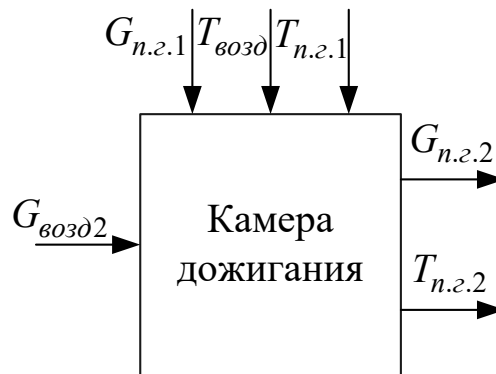 Gп.г.1 Tвозд Tп.г.1
Gп.г.2
Gвозд2
Камера
дожигания
Tп.г.2